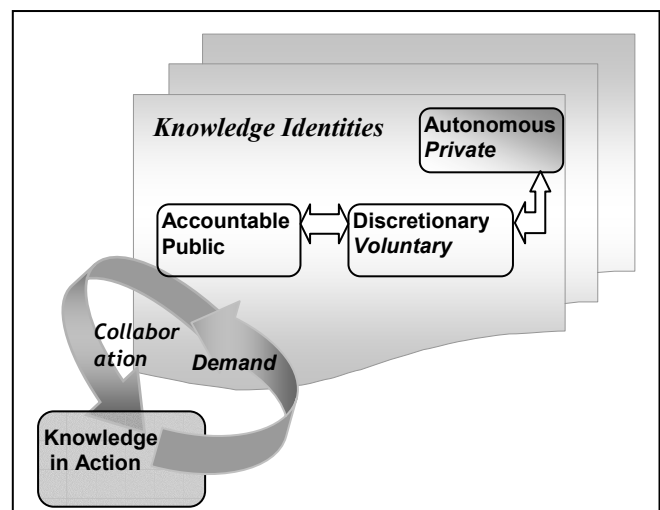 Knowledge Identities
Autonomous
Private
Accountable
Public
Discretionary
Voluntary
Collabor
ation
Demand
Knowledge
in Action